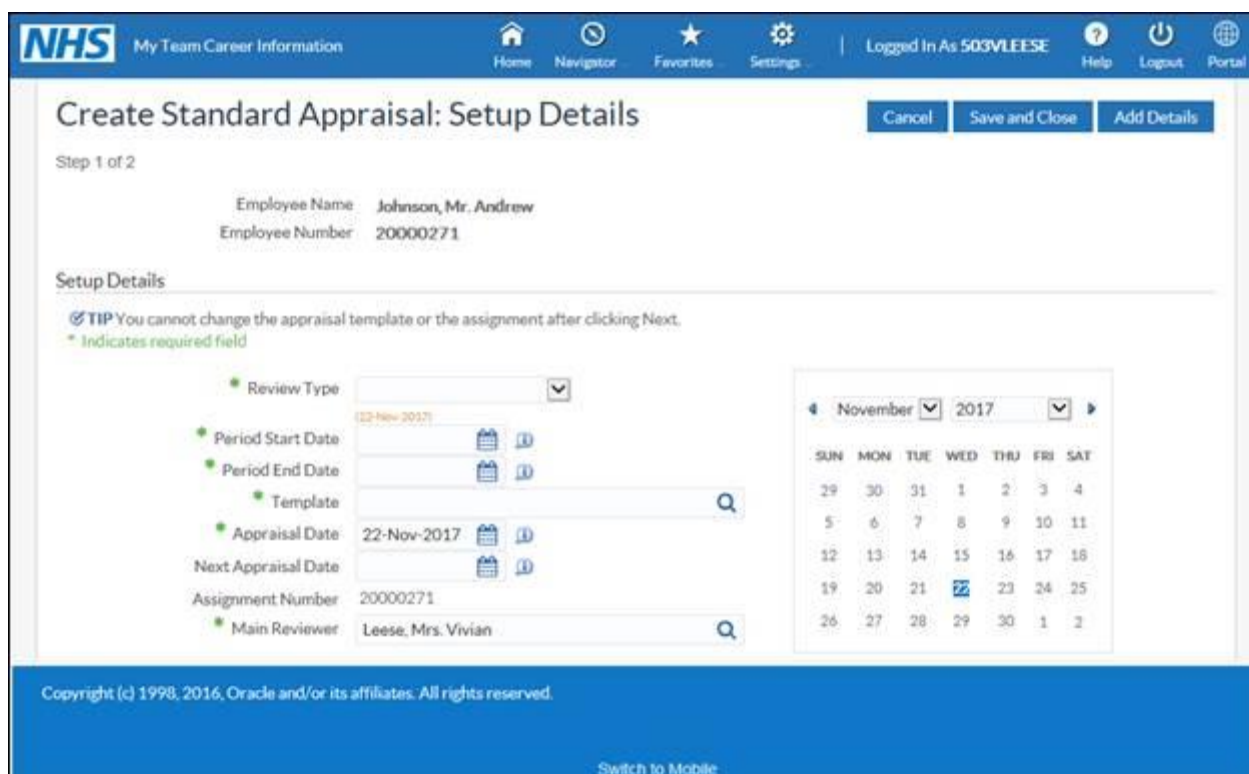 NHS My Team Career Information Home Navigator Favorites Settings Logged In As 503VLEESE Help Logout Portal
Create Standard Appraisal: Setup Details Cancel Save and Close Add Details
Step 1 of 2
Employee Name Johnson, Mr. Andrew
Employee Number 20000271
Setup Details
TIP You cannot change the appraisal template or the assignment after clicking Next.
* Indicates required field
* Review Type
(22-Nov-2017)
* Period Start Date
* Period End Date
* Template
* Appraisal Date 22-Nov-2017
Next Appraisal Date
Assignment Number 20000271
* Main Reviewer Leese, Mrs. Vivian
November 2017
SUN MON TUE WED THU FRI SAT
29 30 31 1 2 3 4
5 6 7 8 9 10 11
12 13 14 15 16 17 18
19 20 21 22 23 24 25
26 27 28 29 30 1 2
Copyright (c) 1998, 2016, Oracle and/or its affiliates. All rights reserved.
Switch to Mobile